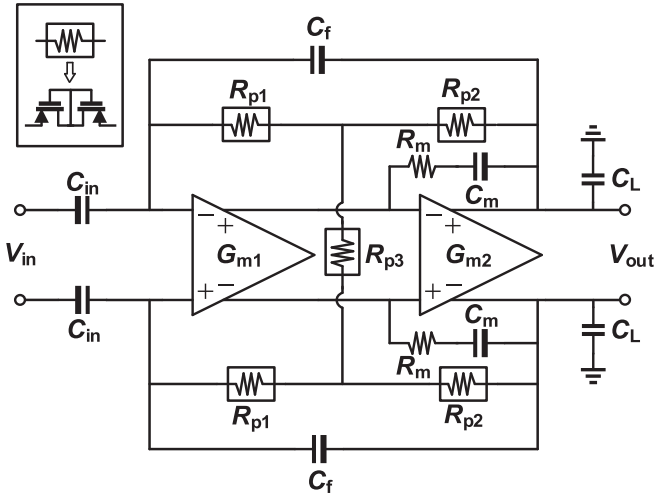 Cf
Rp1
Rp2
Rm
Cin
Cm
CL
− +
− +
Vin
Gm1
Rp3
Gm2
Vout
+ −
+ −
Cin
Cm
CL
Rm
Rp1
Rp2
Cf